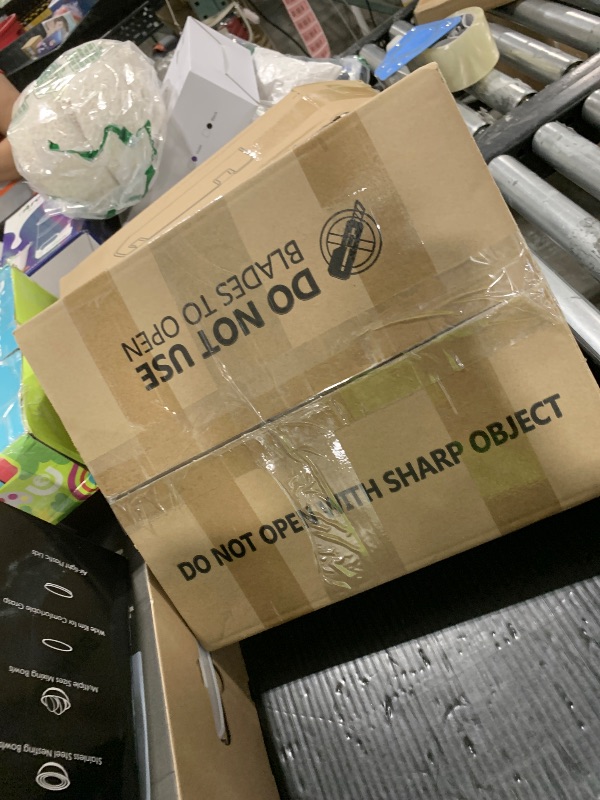 DO NOT USE
BLADES TO OPEN
DO NOT OPEN WITH SHARP OBJECT
Stainless Steel Nesting Bowls
Multiple Sizes Mixing Bowls
Wide Rim for Comfortable Grasp
Air-tight Plastic Lids